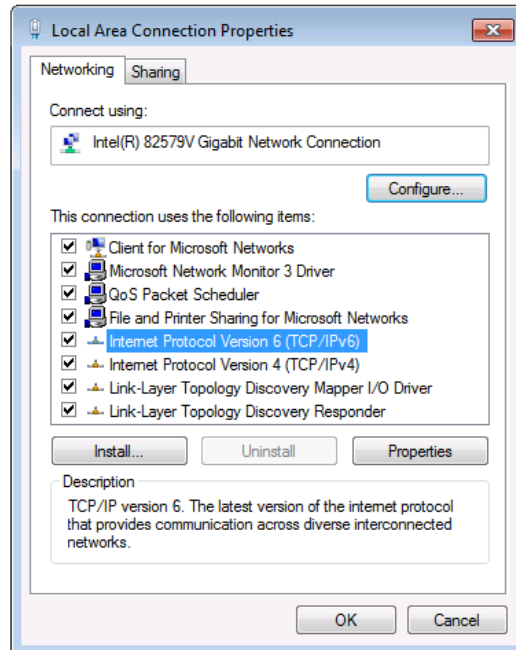 Local Area Connection Properties
Networking
Sharing
Connect using:
Intel(R) 82579V Gigabit Network Connection
Configure...
This connection uses the following items:
Client for Microsoft Networks
Microsoft Network Monitor 3 Driver
QoS Packet Scheduler
File and Printer Sharing for Microsoft Networks
Internet Protocol Version 6 (TCP/IPv6)
Internet Protocol Version 4 (TCP/IPv4)
Link-Layer Topology Discovery Mapper I/O Driver
Link-Layer Topology Discovery Responder
Install...
Uninstall
Properties
Description
TCP/IP version 6. The latest version of the internet protocol
that provides communication across diverse interconnected
networks.
OK
Cancel